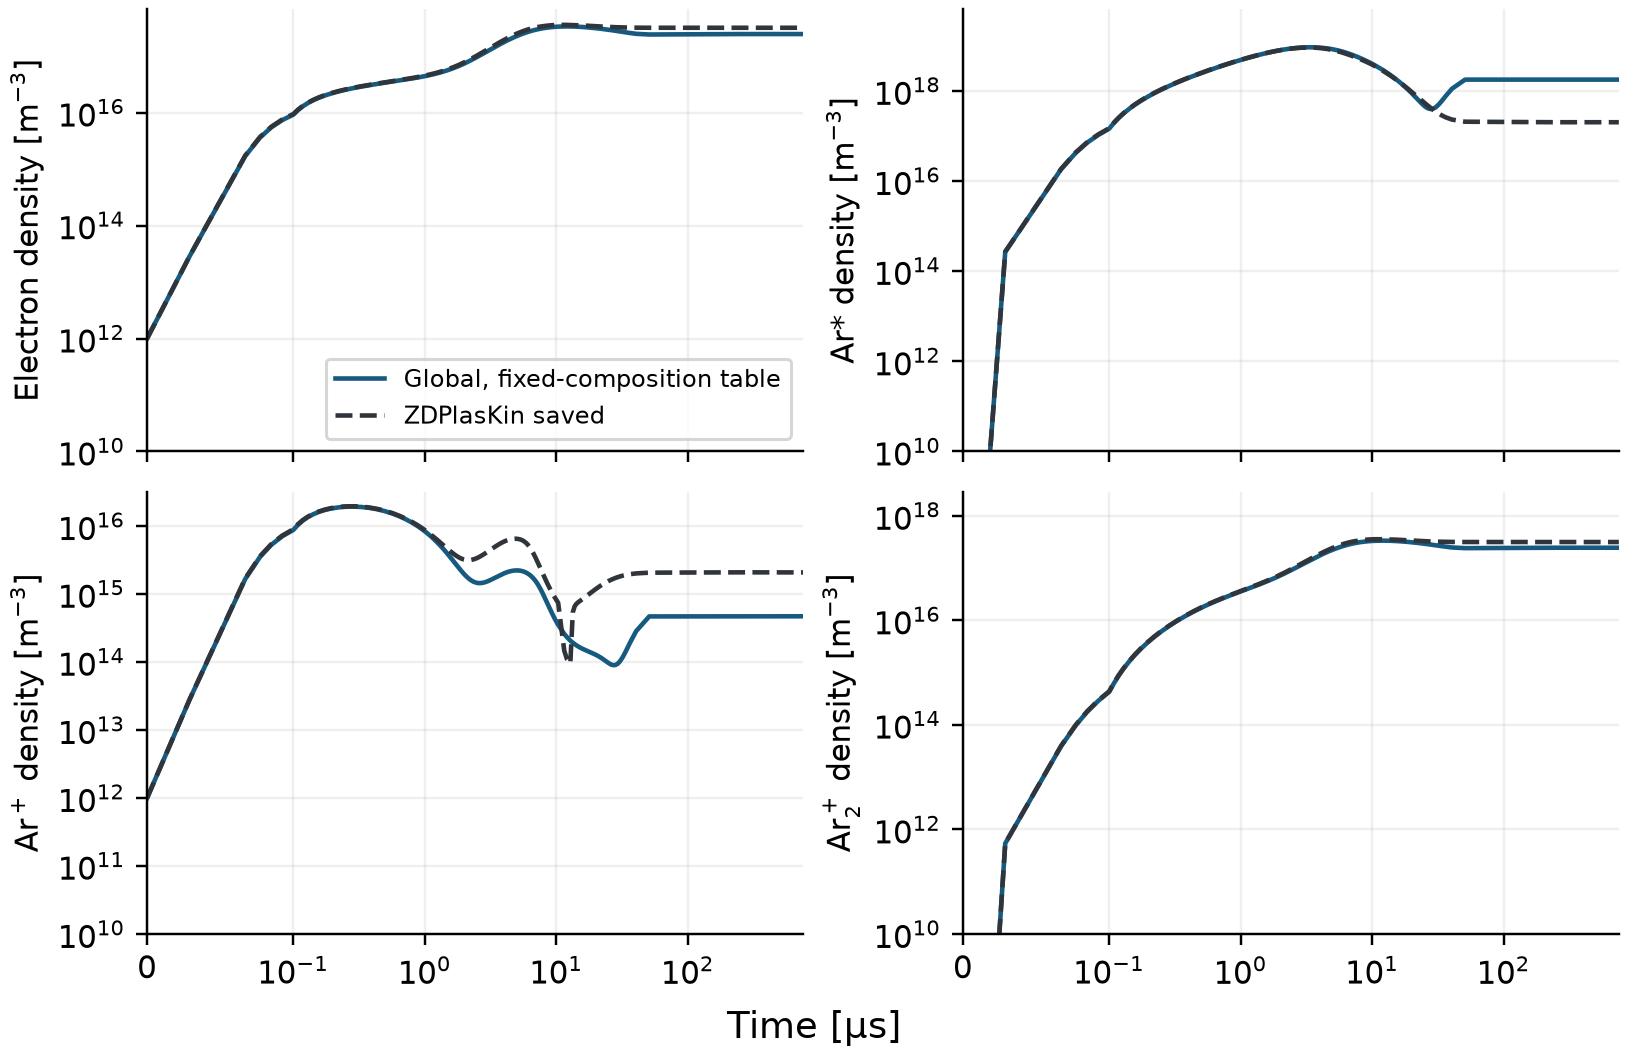 Electron density [m⁻³]
10¹⁶
10¹⁴
10¹²
10¹⁰
Global, fixed-composition table
ZDPlasKin saved
Ar* density [m⁻³]
10¹⁸
10¹⁶
10¹⁴
10¹²
10¹⁰
Ar⁺ density [m⁻³]
10¹⁶
10¹⁵
10¹⁴
10¹³
10¹²
10¹¹
10¹⁰
0 10⁻¹ 10⁰ 10¹ 10²
Ar₂⁺ density [m⁻³]
10¹⁸
10¹⁶
10¹⁴
10¹²
10¹⁰
0 10⁻¹ 10⁰ 10¹ 10²
Time [µs]